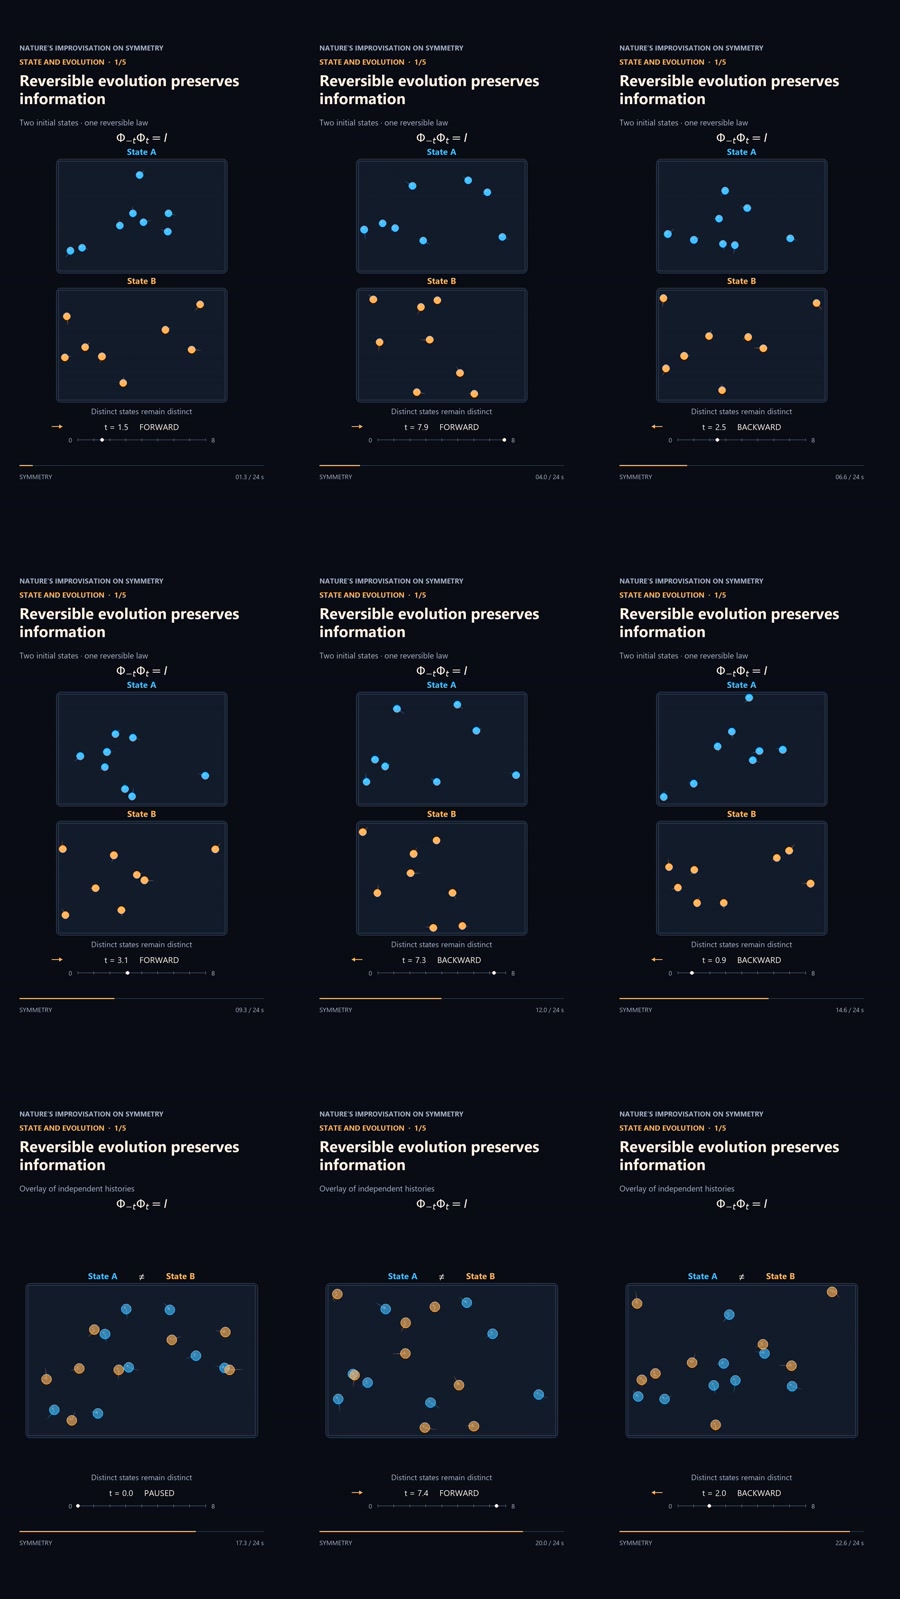 NATURE'S IMPROVISATION ON SYMMETRY
STATE AND EVOLUTION · 1/5
Reversible evolution preserves
information
Two initial states · one reversible law
Φ₋ₜΦₜ = I
State A
State B
Distinct states remain distinct
→ t = 1.5 FORWARD
0 8
SYMMETRY 01.3 / 24 s
NATURE'S IMPROVISATION ON SYMMETRY
STATE AND EVOLUTION · 1/5
Reversible evolution preserves
information
Two initial states · one reversible law
Φ₋ₜΦₜ = I
State A
State B
Distinct states remain distinct
→ t = 7.9 FORWARD
0 8
SYMMETRY 04.0 / 24 s
NATURE'S IMPROVISATION ON SYMMETRY
STATE AND EVOLUTION · 1/5
Reversible evolution preserves
information
Two initial states · one reversible law
Φ₋ₜΦₜ = I
State A
State B
Distinct states remain distinct
← t = 2.5 BACKWARD
0 8
SYMMETRY 06.6 / 24 s
NATURE'S IMPROVISATION ON SYMMETRY
STATE AND EVOLUTION · 1/5
Reversible evolution preserves
information
Two initial states · one reversible law
Φ₋ₜΦₜ = I
State A
State B
Distinct states remain distinct
→ t = 3.1 FORWARD
0 8
SYMMETRY 09.3 / 24 s
NATURE'S IMPROVISATION ON SYMMETRY
STATE AND EVOLUTION · 1/5
Reversible evolution preserves
information
Two initial states · one reversible law
Φ₋ₜΦₜ = I
State A
State B
Distinct states remain distinct
← t = 7.3 BACKWARD
0 8
SYMMETRY 12.0 / 24 s
NATURE'S IMPROVISATION ON SYMMETRY
STATE AND EVOLUTION · 1/5
Reversible evolution preserves
information
Two initial states · one reversible law
Φ₋ₜΦₜ = I
State A
State B
Distinct states remain distinct
← t = 0.9 BACKWARD
0 8
SYMMETRY 14.6 / 24 s
NATURE'S IMPROVISATION ON SYMMETRY
STATE AND EVOLUTION · 1/5
Reversible evolution preserves
information
Overlay of independent histories
Φ₋ₜΦₜ = I
State A ≠ State B
Distinct states remain distinct
t = 0.0 PAUSED
0 8
SYMMETRY 17.3 / 24 s
NATURE'S IMPROVISATION ON SYMMETRY
STATE AND EVOLUTION · 1/5
Reversible evolution preserves
information
Overlay of independent histories
Φ₋ₜΦₜ = I
State A ≠ State B
Distinct states remain distinct
→ t = 7.4 FORWARD
0 8
SYMMETRY 20.0 / 24 s
NATURE'S IMPROVISATION ON SYMMETRY
STATE AND EVOLUTION · 1/5
Reversible evolution preserves
information
Overlay of independent histories
Φ₋ₜΦₜ = I
State A ≠ State B
Distinct states remain distinct
← t = 2.0 BACKWARD
0 8
SYMMETRY 22.6 / 24 s